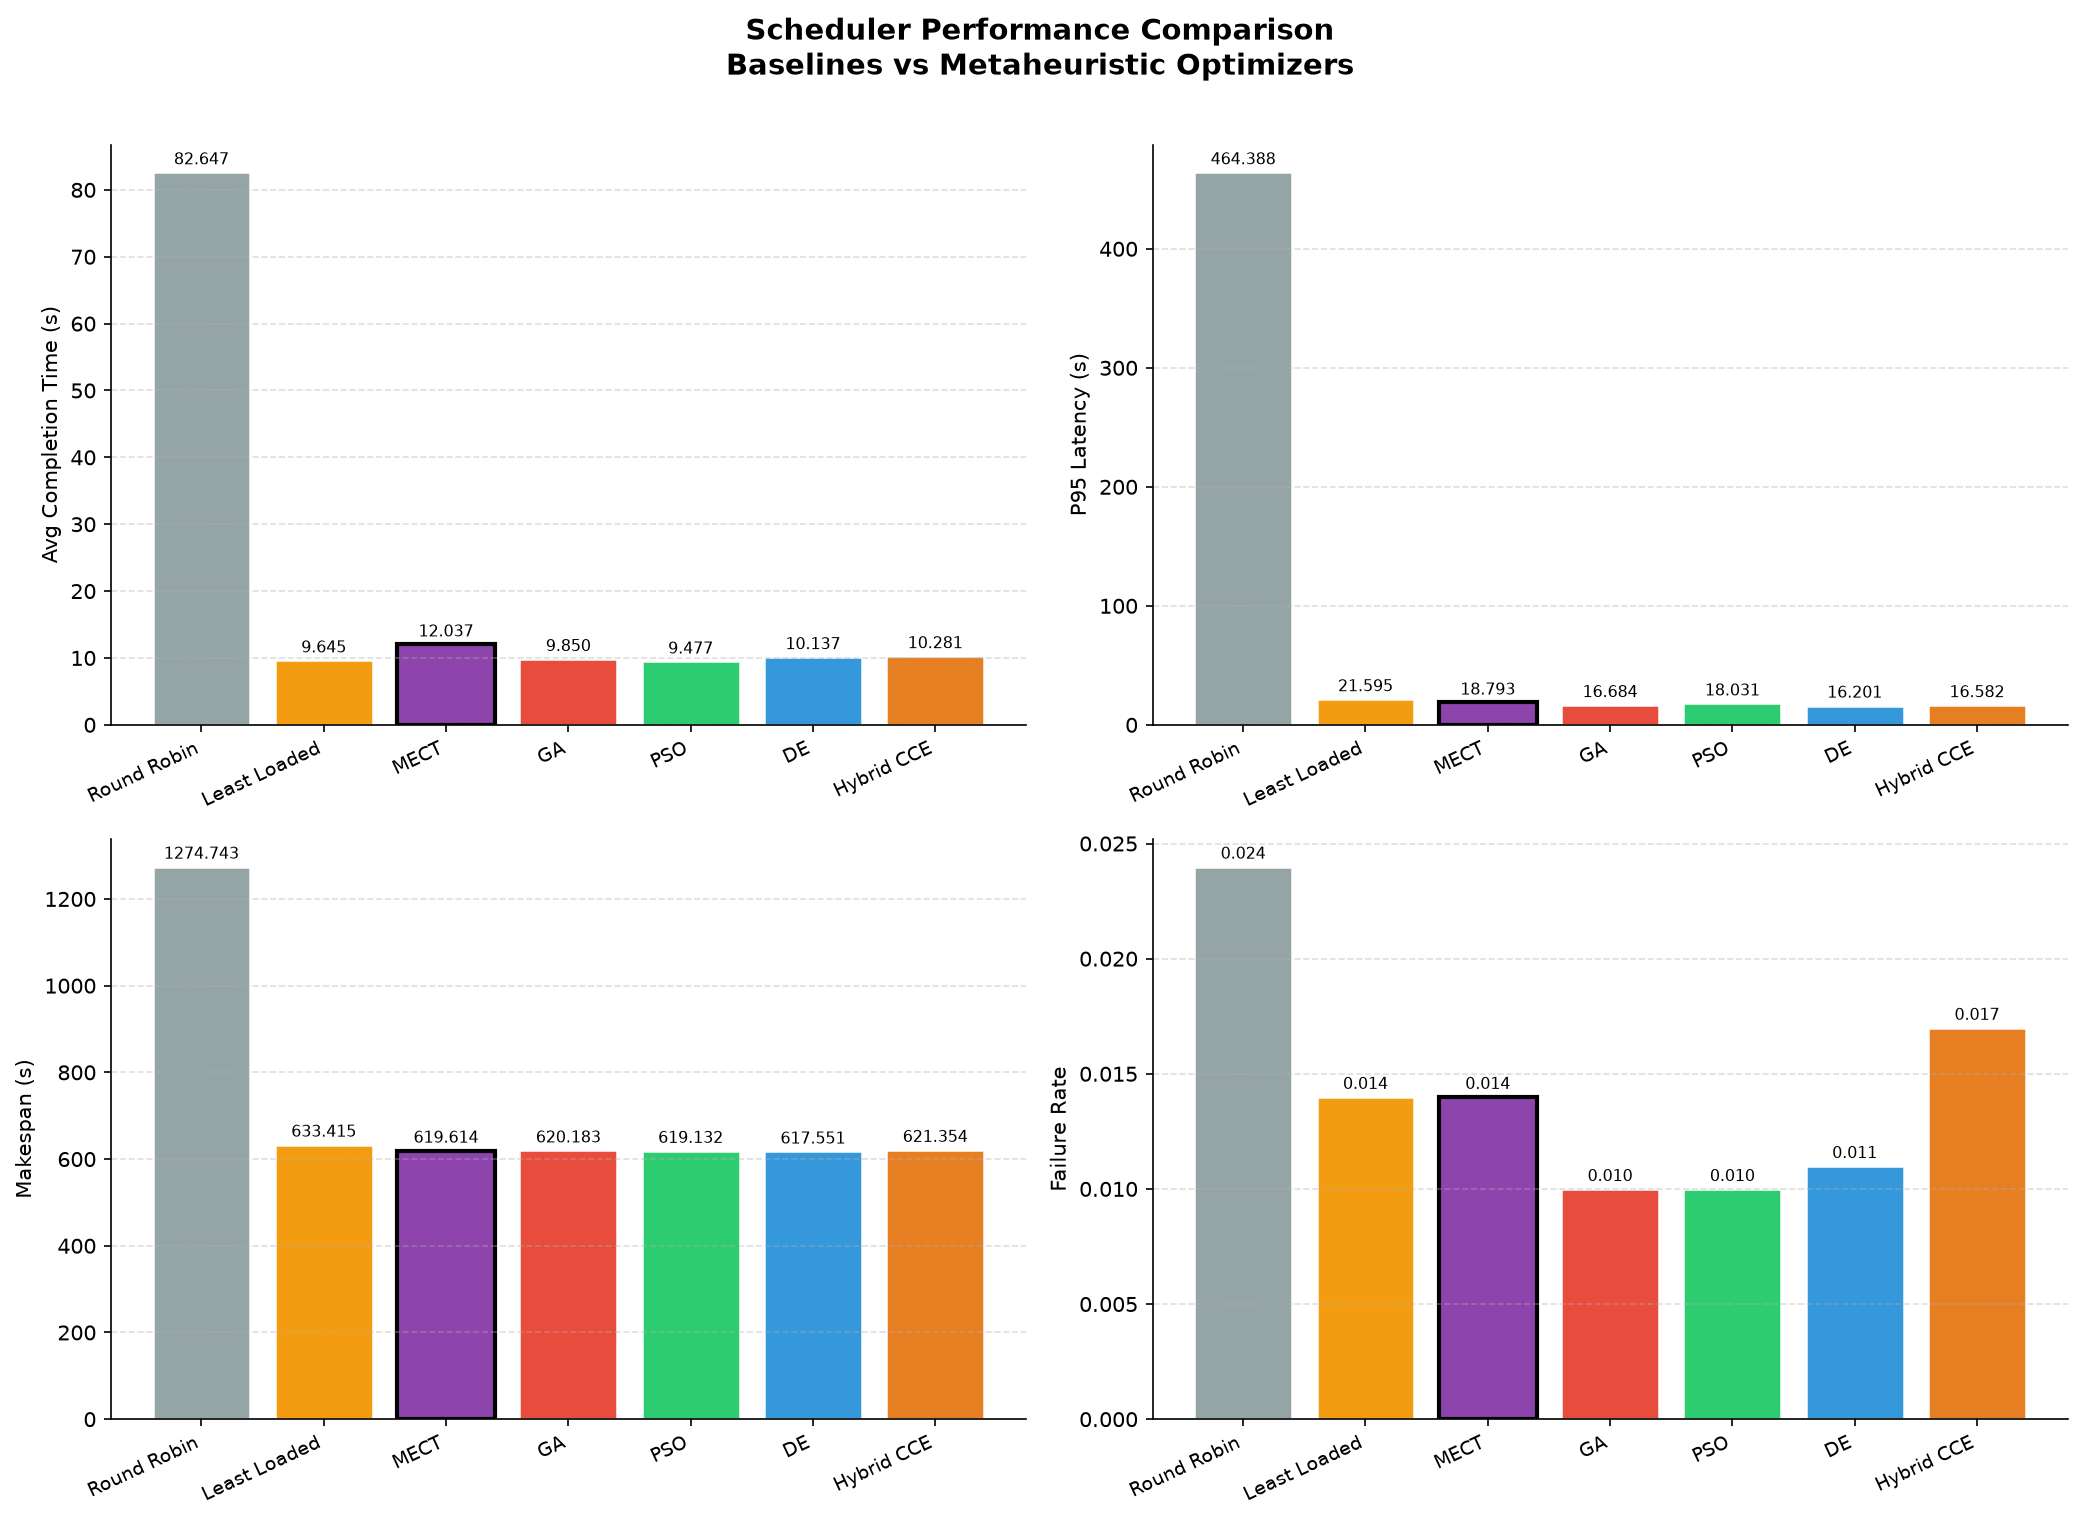 Scheduler Performance Comparison
Baselines vs Metaheuristic Optimizers
Avg Completion Time (s)
80
70
60
50
40
30
20
10
0
82.647
9.645
12.037
9.850
9.477
10.137
10.281
Round Robin
Least Loaded
MECT
GA
PSO
DE
Hybrid CCE
P95 Latency (s)
400
300
200
100
0
464.388
21.595
18.793
16.684
18.031
16.201
16.582
Round Robin
Least Loaded
MECT
GA
PSO
DE
Hybrid CCE
Makespan (s)
1200
1000
800
600
400
200
0
1274.743
633.415
619.614
620.183
619.132
617.551
621.354
Round Robin
Least Loaded
MECT
GA
PSO
DE
Hybrid CCE
Failure Rate
0.025
0.020
0.015
0.010
0.005
0.000
0.024
0.014
0.014
0.010
0.010
0.011
0.017
Round Robin
Least Loaded
MECT
GA
PSO
DE
Hybrid CCE